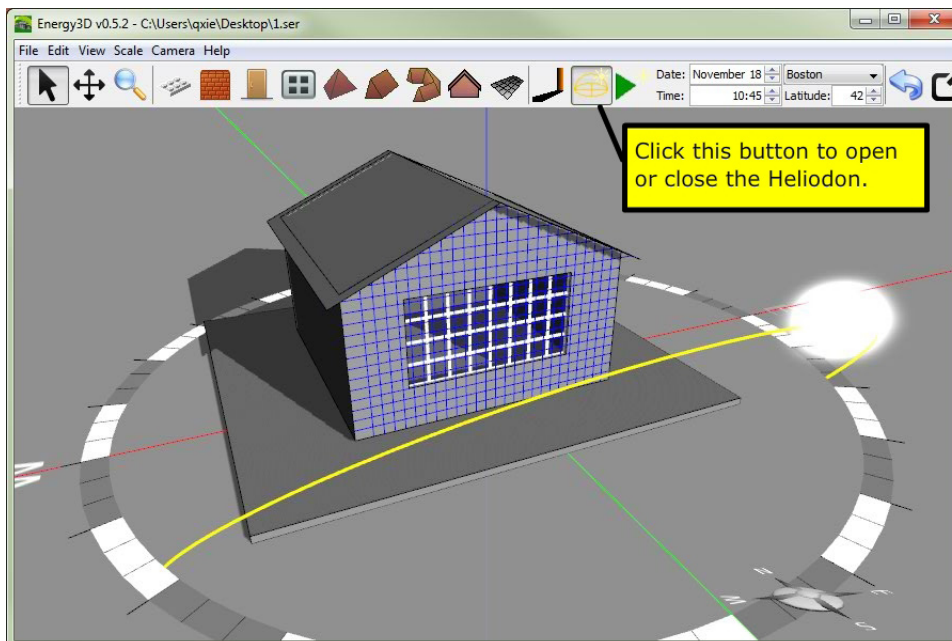 Energy3D v0.5.2 - C:\Users\qxie\Desktop\1.ser
File Edit View Scale Camera Help
Date: November 18 Boston
Time: 10:45 Latitude: 42
Click this button to open
or close the Heliodon.
W
N
W E
S